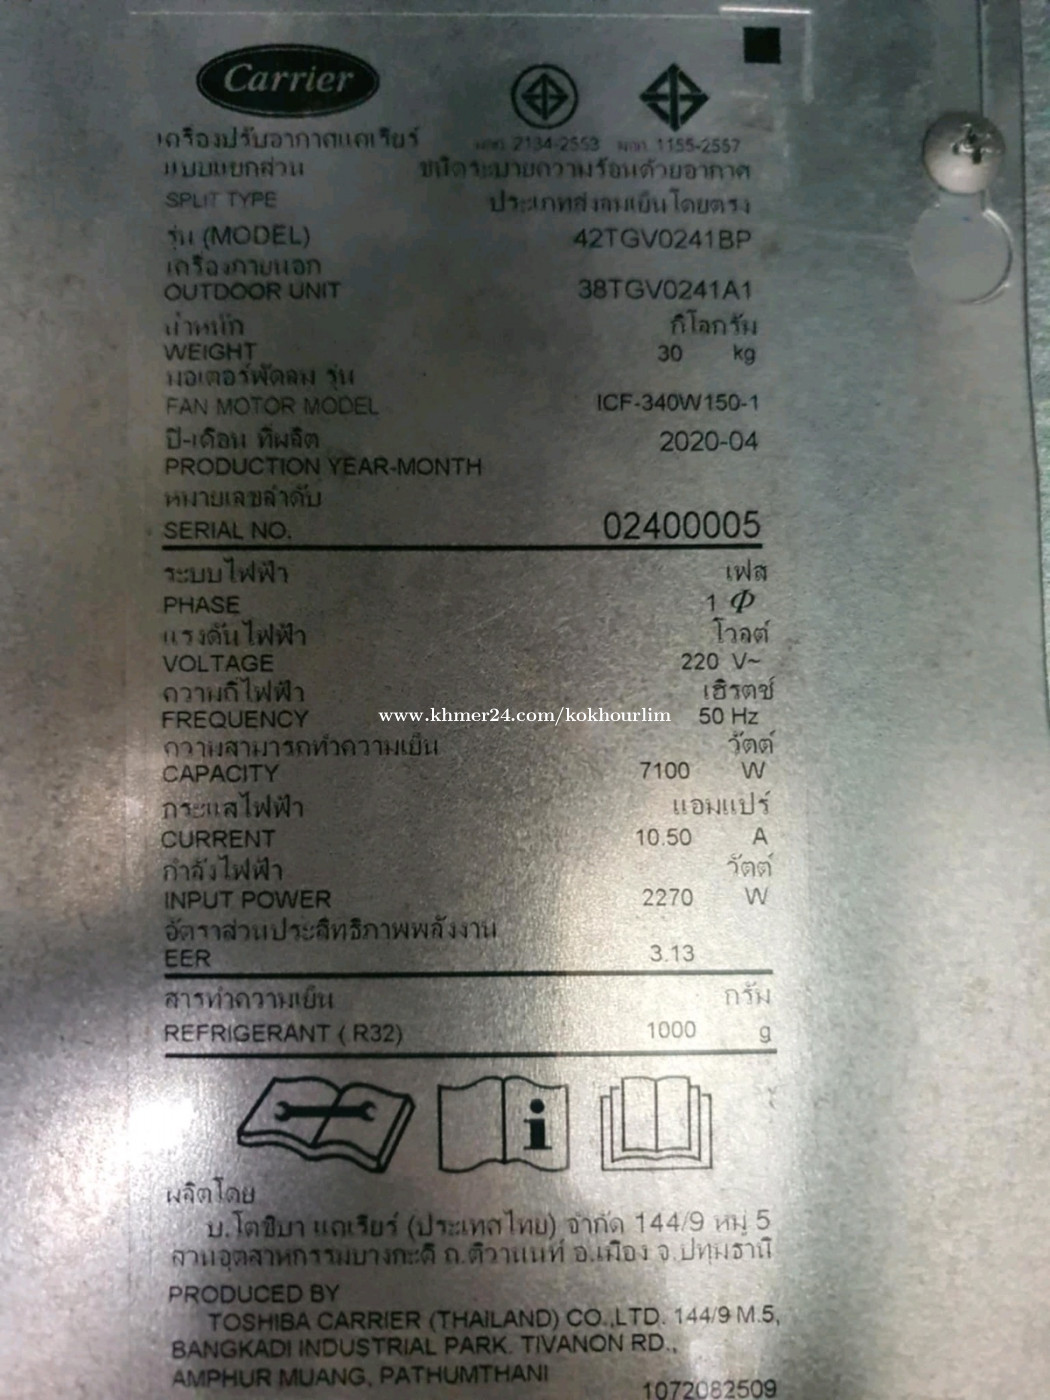 Carrier
เครื่องปรับอากาศแคเรียร์
มอก. 2134-2553 มอก. 1155-2557
แบบแยกส่วน ชนิดระบายความร้อนด้วยอากาศ
SPLIT TYPE ประเภทส่งลมเย็นโดยตรง
รุ่น (MODEL) 42TGV0241BP
เครื่องภายนอก
OUTDOOR UNIT 38TGV0241A1
น้ำหนัก กิโลกรัม
WEIGHT 30 kg
มอเตอร์พัดลม รุ่น
FAN MOTOR MODEL ICF-340W150-1
ปี-เดือน ที่ผลิต 2020-04
PRODUCTION YEAR-MONTH
หมายเลขลำดับ
SERIAL NO. 02400005
ระบบไฟฟ้า เฟส
PHASE 1 Φ
แรงดันไฟฟ้า โวลต์
VOLTAGE 220 V~
ความถี่ไฟฟ้า เฮิรตซ์
FREQUENCY 50 Hz
www.khmer24.com/kokhourlim
ความสามารถทำความเย็น วัตต์
CAPACITY 7100 W
กระแสไฟฟ้า แอมแปร์
CURRENT 10.50 A
กำลังไฟฟ้า วัตต์
INPUT POWER 2270 W
อัตราส่วนประสิทธิภาพพลังงาน
EER 3.13
สารทำความเย็น กรัม
REFRIGERANT ( R32) 1000 g
i
ผลิตโดย
บ.โตชิบา แคเรียร์ (ประเทศไทย) จำกัด 144/9 หมู่ 5
สวนอุตสาหกรรมบางกะดี ถ.ติวานนท์ อ.เมือง จ.ปทุมธานี
PRODUCED BY
TOSHIBA CARRIER (THAILAND) CO.,LTD. 144/9 M.5,
BANGKADI INDUSTRIAL PARK. TIVANON RD.,
AMPHUR MUANG, PATHUMTHANI
1072082509